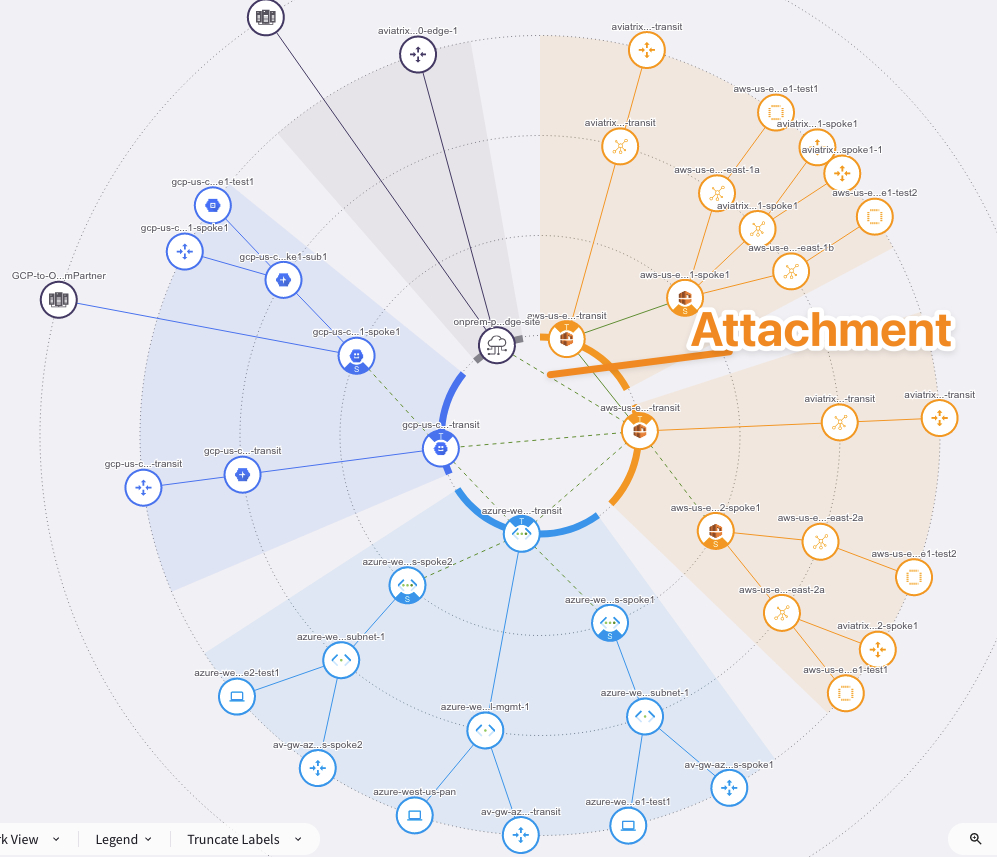 aviatrix...-transit
aviatrix...0-edge-1
aws-us-e...e1-test1
aviatrix...1-spoke1
aviatrix...-transit
aviatrix...spoke1-1
aws-us-e...-east-1a
gcp-us-c...e1-test1
aws-us-e...e1-test2
aviatrix...1-spoke1
gcp-us-c...1-spoke1
aws-us-e...-east-1b
gcp-us-c...ke1-sub1
GCP-to-O...mPartner
aws-us-e...1-spoke1
S
aws-us-e...-transit
T
onprem-p...dge-site
gcp-us-c...1-spoke1
S
Attachment
aviatrix...-transit
aviatrix...-transit
aws-us-e...-transit
T
gcp-us-c...-transit
T
gcp-us-c...-transit
gcp-us-c...-transit
aws-us-e...2-spoke1
S
azure-we...-transit
T
aws-us-e...-east-2a
aws-us-e...e1-test2
azure-we...s-spoke2
S
aws-us-e...-east-2a
azure-we...s-spoke1
S
aviatrix...2-spoke1
azure-we...subnet-1
azure-we...e2-test1
aws-us-e...e1-test1
azure-we...subnet-1
azure-we...l-mgmt-1
av-gw-az...s-spoke2
av-gw-az...s-spoke1
azure-west-us-pan
azure-we...e1-test1
av-gw-az...-transit
k View
Legend
Truncate Labels